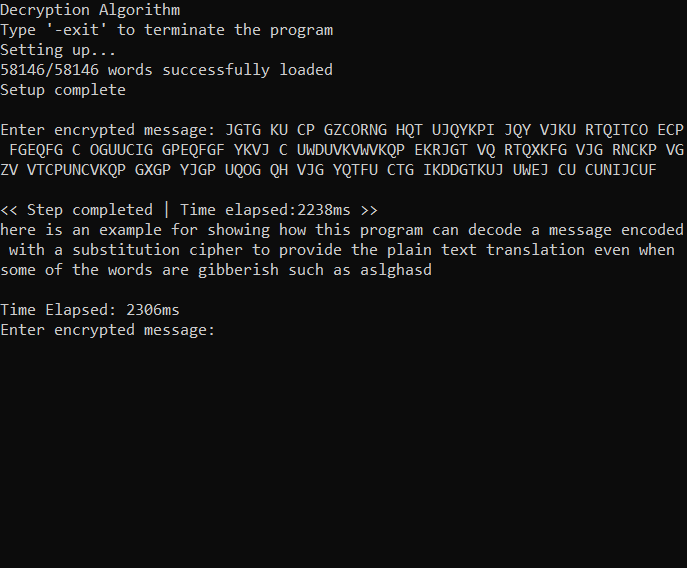 Decryption Algorithm
Type '-exit' to terminate the program
Setting up...
58146/58146 words successfully loaded
Setup complete
Enter encrypted message: JGTG KU CP GZCORNG HQT UJQYKPI JQY VJKU RTQITCO ECP
FGEQFG C OGUUCIG GPEQFGF YKVJ C UWDUVKVWVKQP EKRJGT VQ RTQXKFG VJG RNCKP VG
ZV VTCPUNCVKQP GXGP YJGP UQOG QH VJG YQTFU CTG IKDDGTKUJ UWEJ CU CUNIJCUF
<< Step completed | Time elapsed:2238ms >>
here is an example for showing how this program can decode a message encoded
with a substitution cipher to provide the plain text translation even when
some of the words are gibberish such as aslghasd
Time Elapsed: 2306ms
Enter encrypted message: